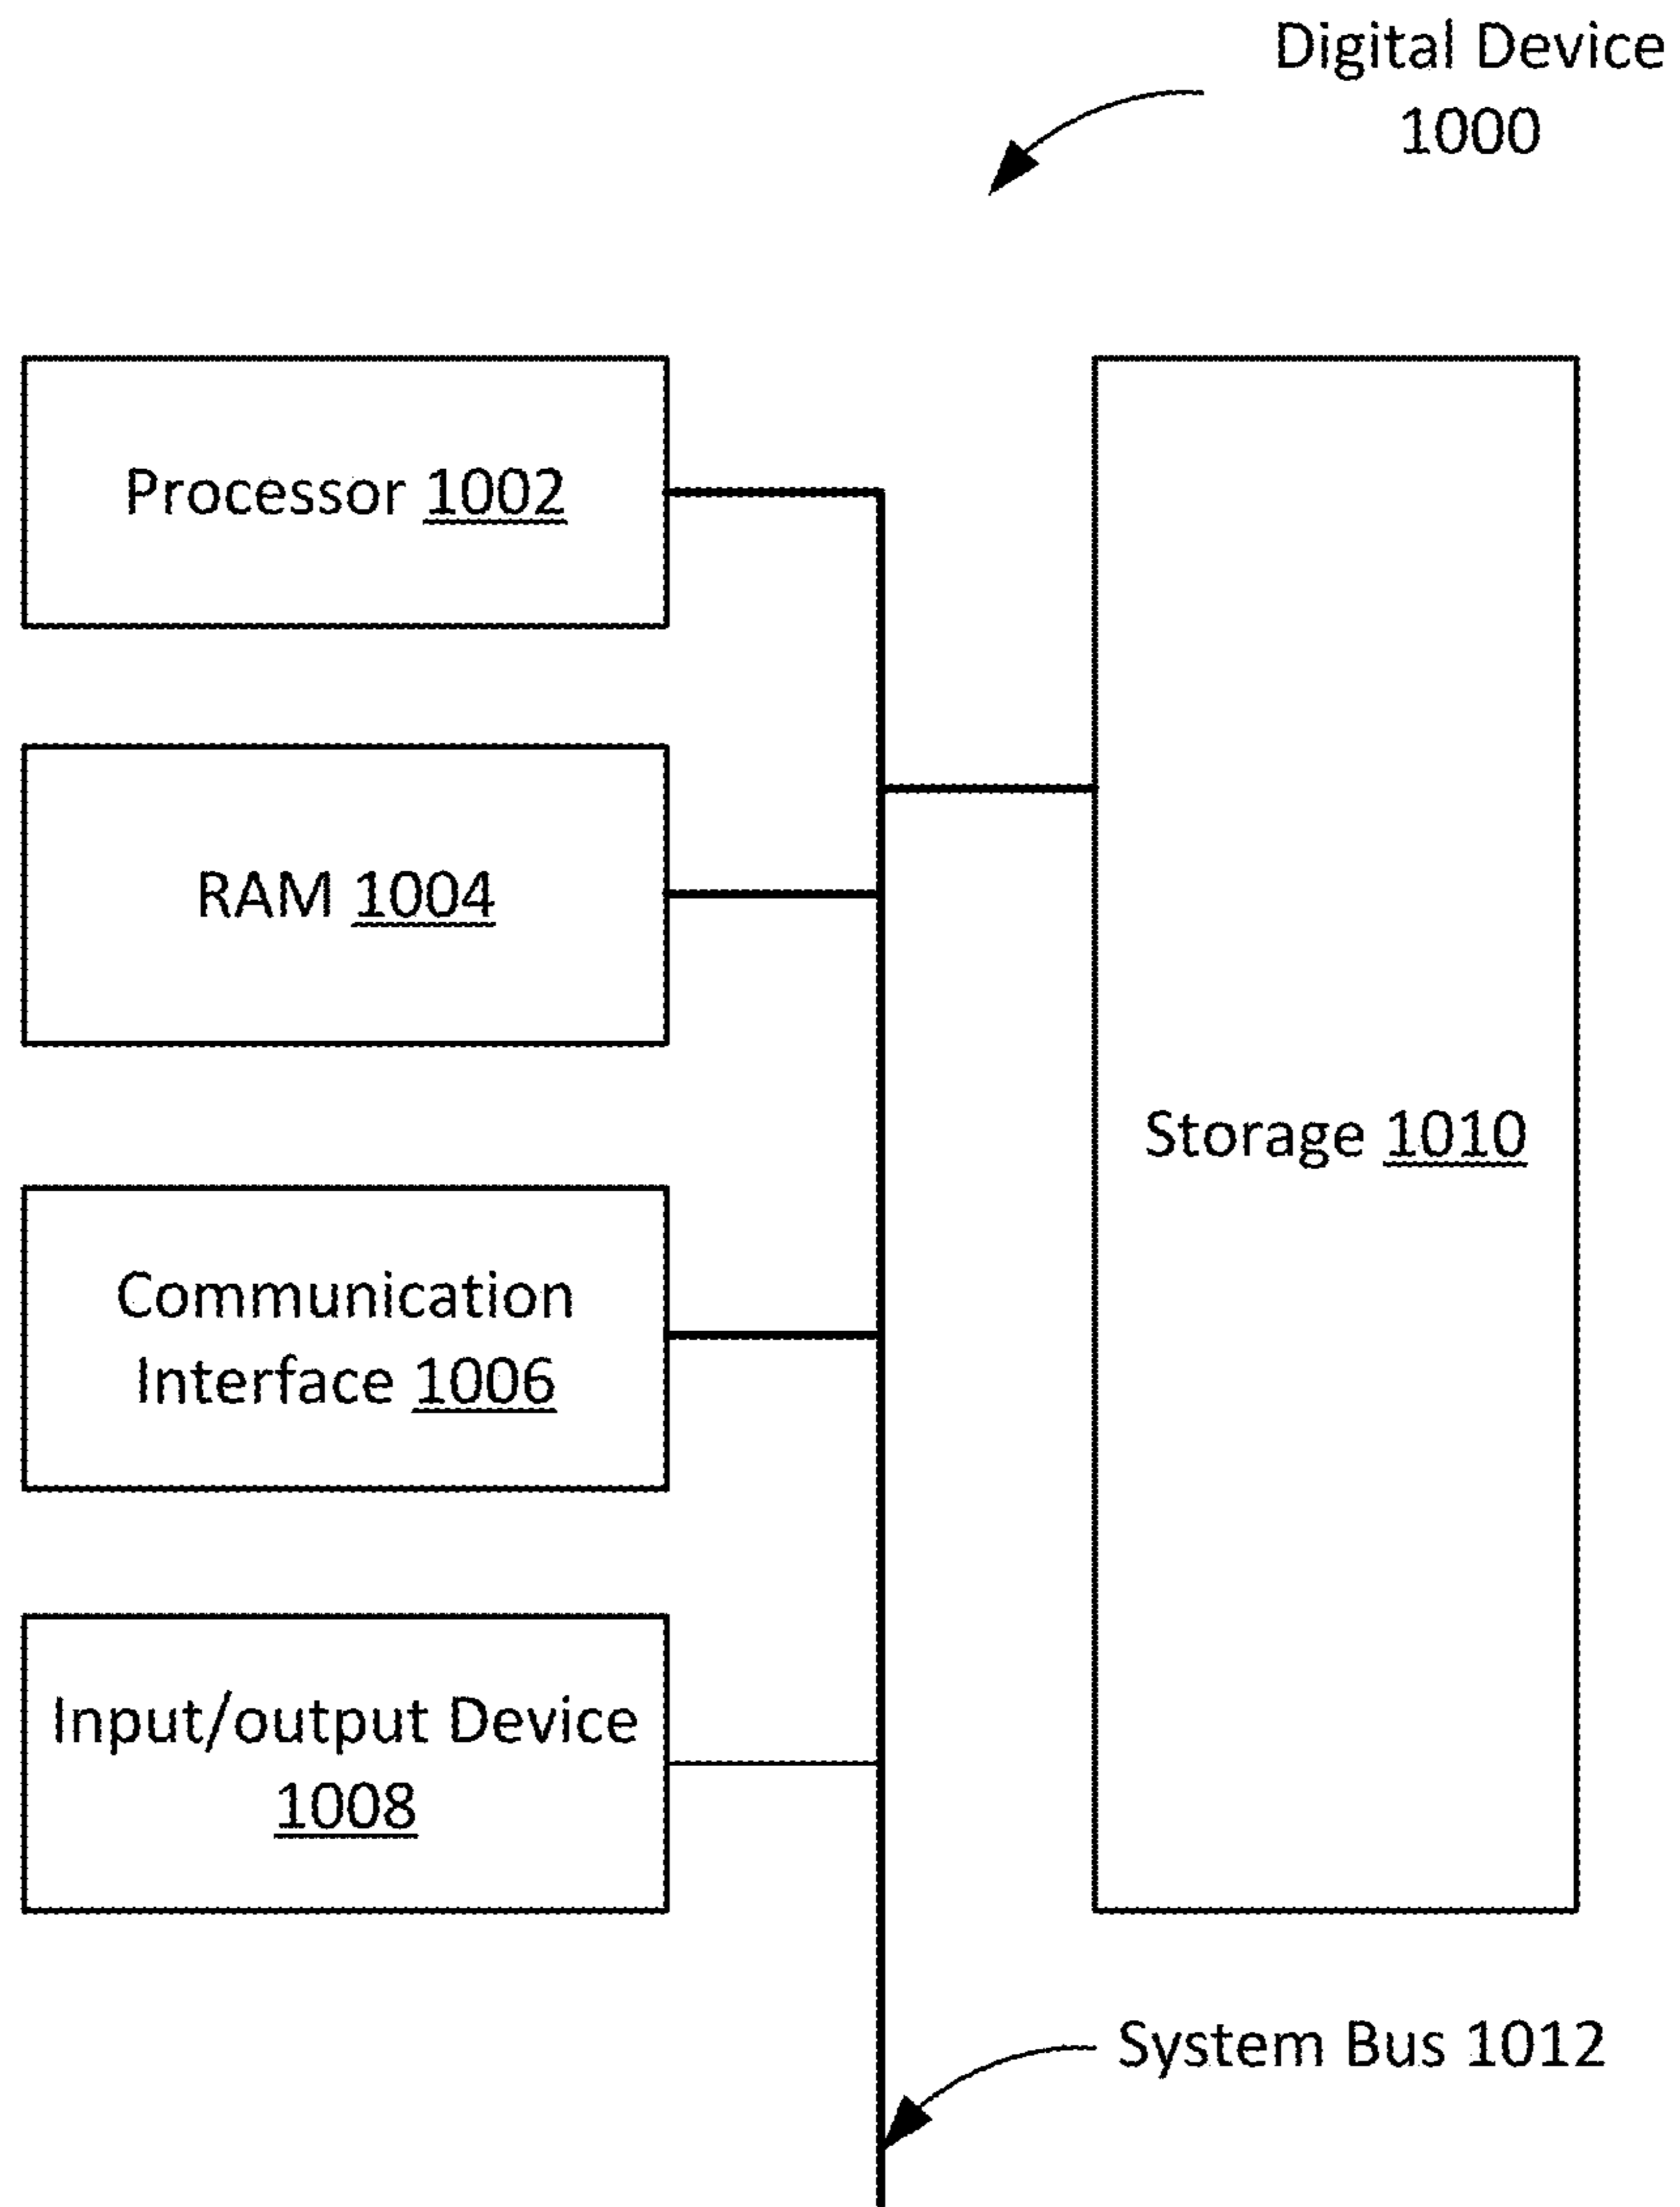 Digital Device
1000
Processor 1002
RAM 1004
Storage 1010
Communication
Interface 1006
Input/output Device
1008
System Bus 1012